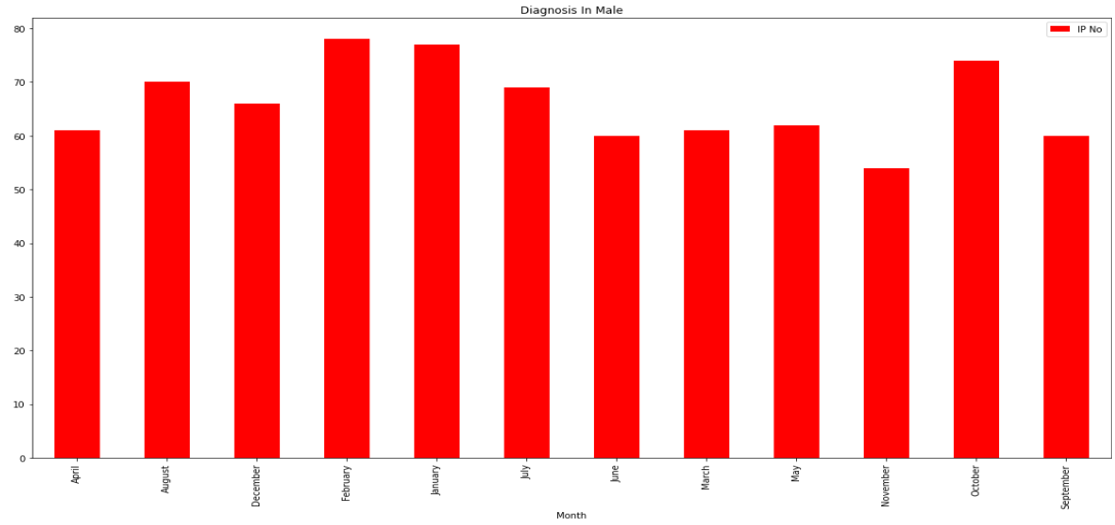 Diagnosis In Male
IP No
80
70
60
50
40
30
20
10
0
April
August
December
February
January
July
June
March
May
November
October
September
Month